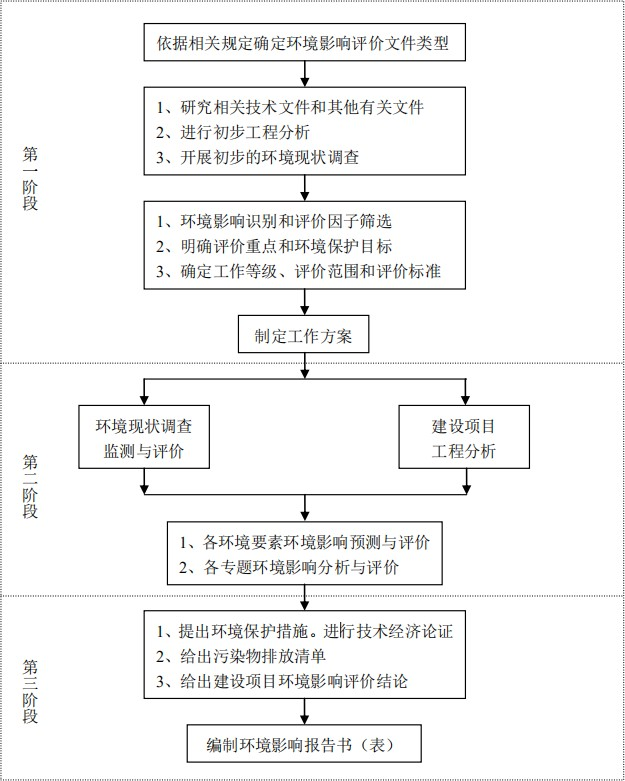 依据相关规定确定环境影响评价文件类型
第一阶段
1、研究相关技术文件和其他有关文件
2、进行初步工程分析
3、开展初步的环境现状调查
1、环境影响识别和评价因子筛选
2、明确评价重点和环境保护目标
3、确定工作等级、评价范围和评价标准
制定工作方案
第二阶段
环境现状调查
监测与评价
建设项目
工程分析
1、各环境要素环境影响预测与评价
2、各专题环境影响分析与评价
第三阶段
1、提出环境保护措施。进行技术经济论证
2、给出污染物排放清单
3、给出建设项目环境影响评价结论
编制环境影响报告书（表）